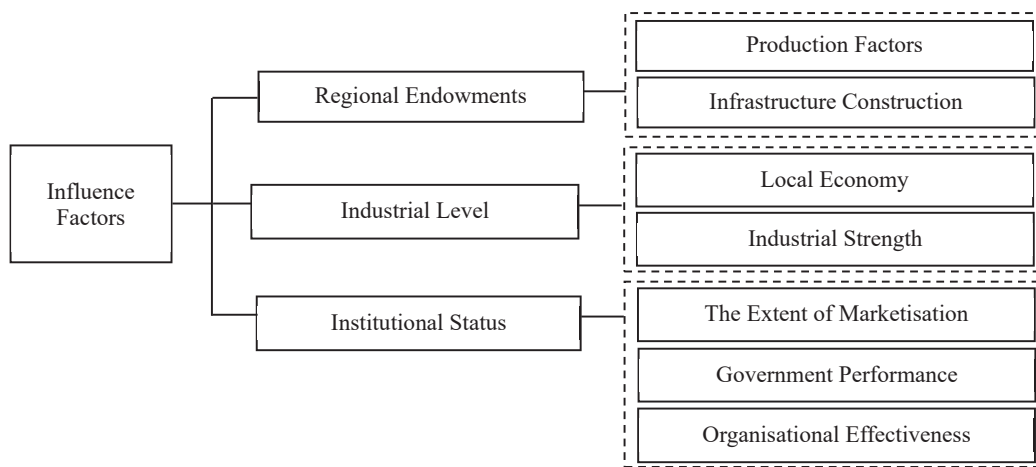 Influence
Factors
Regional Endowments
Production Factors
Infrastructure Construction
Industrial Level
Local Economy
Industrial Strength
Institutional Status
The Extent of Marketisation
Government Performance
Organisational Effectiveness